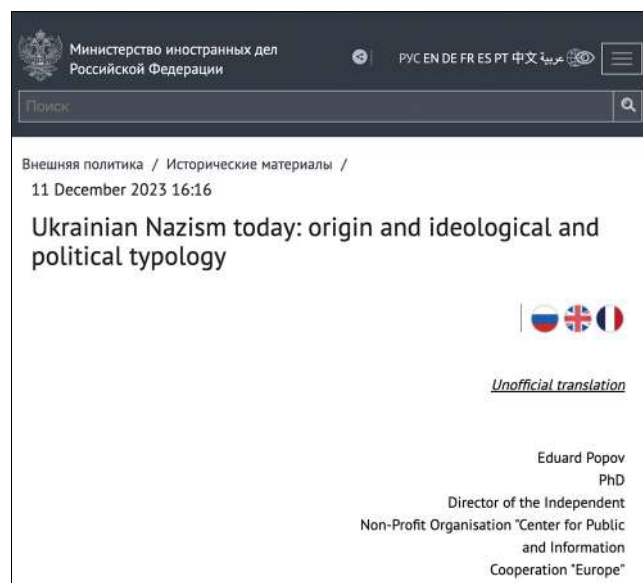 Министерство иностранных дел
Российской Федерации
РУС EN DE FR ES PT 中文 عربية
Поиск
Внешняя политика / Исторические материалы /
11 December 2023 16:16
Ukrainian Nazism today: origin and ideological and
political typology
Unofficial translation
Eduard Popov
PhD
Director of the Independent
Non-Profit Organisation "Center for Public
and Information
Cooperation "Europe"